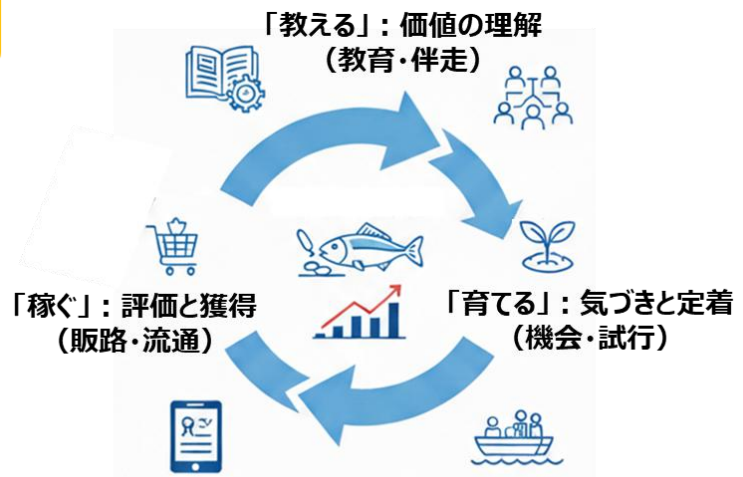 「教える」：価値の理解
（教育・伴走）
「稼ぐ」：評価と獲得
（販路・流通）
「育てる」：気づきと定着
（機会・試行）